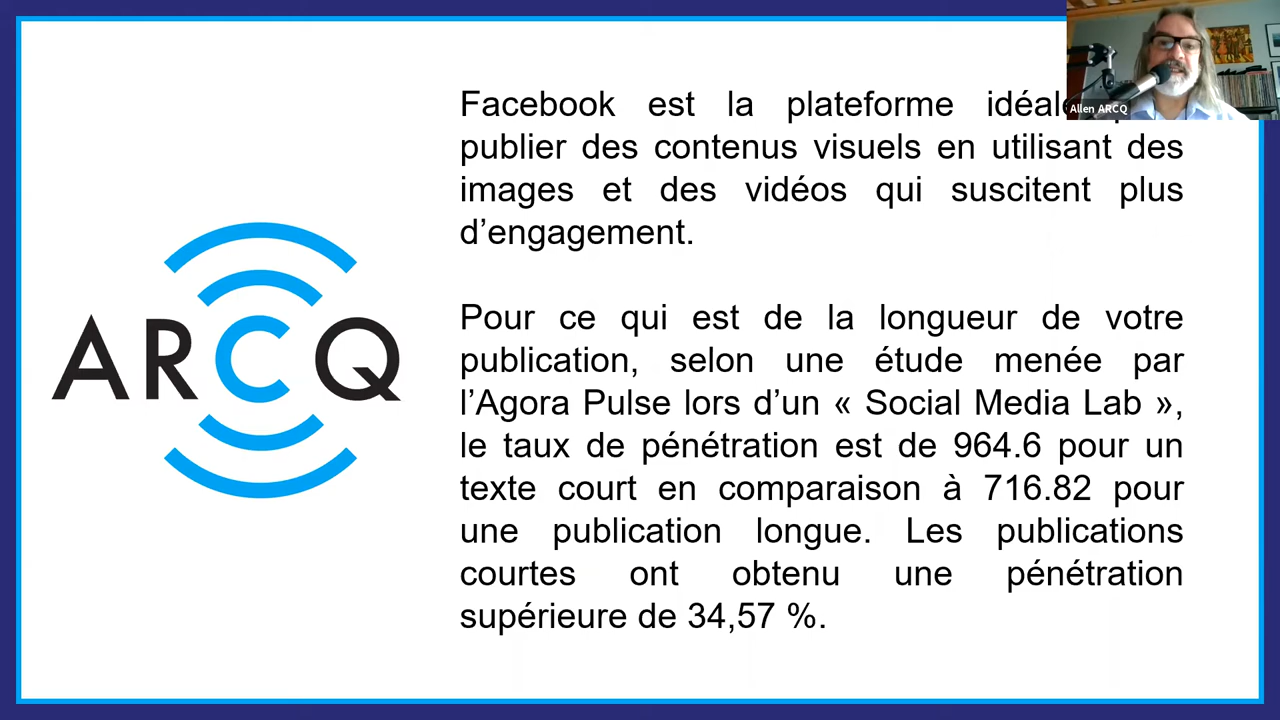 Facebook est la plateforme
publier des contenus visuels en utilisant des
images et des vidéos qui suscitent plus
d’engagement.
Pour ce qui est de la longueur de votre
publication, selon une étude menée par
l’Agora Pulse lors d’un « Social Media Lab »,
le taux de pénétration est de 964.6 pour un
texte court en comparaison à 716.82 pour
une publication longue. Les publications
courtes ont obtenu une pénétration
supérieure de 34,57 %.
ARCQ
Allen ARCQ